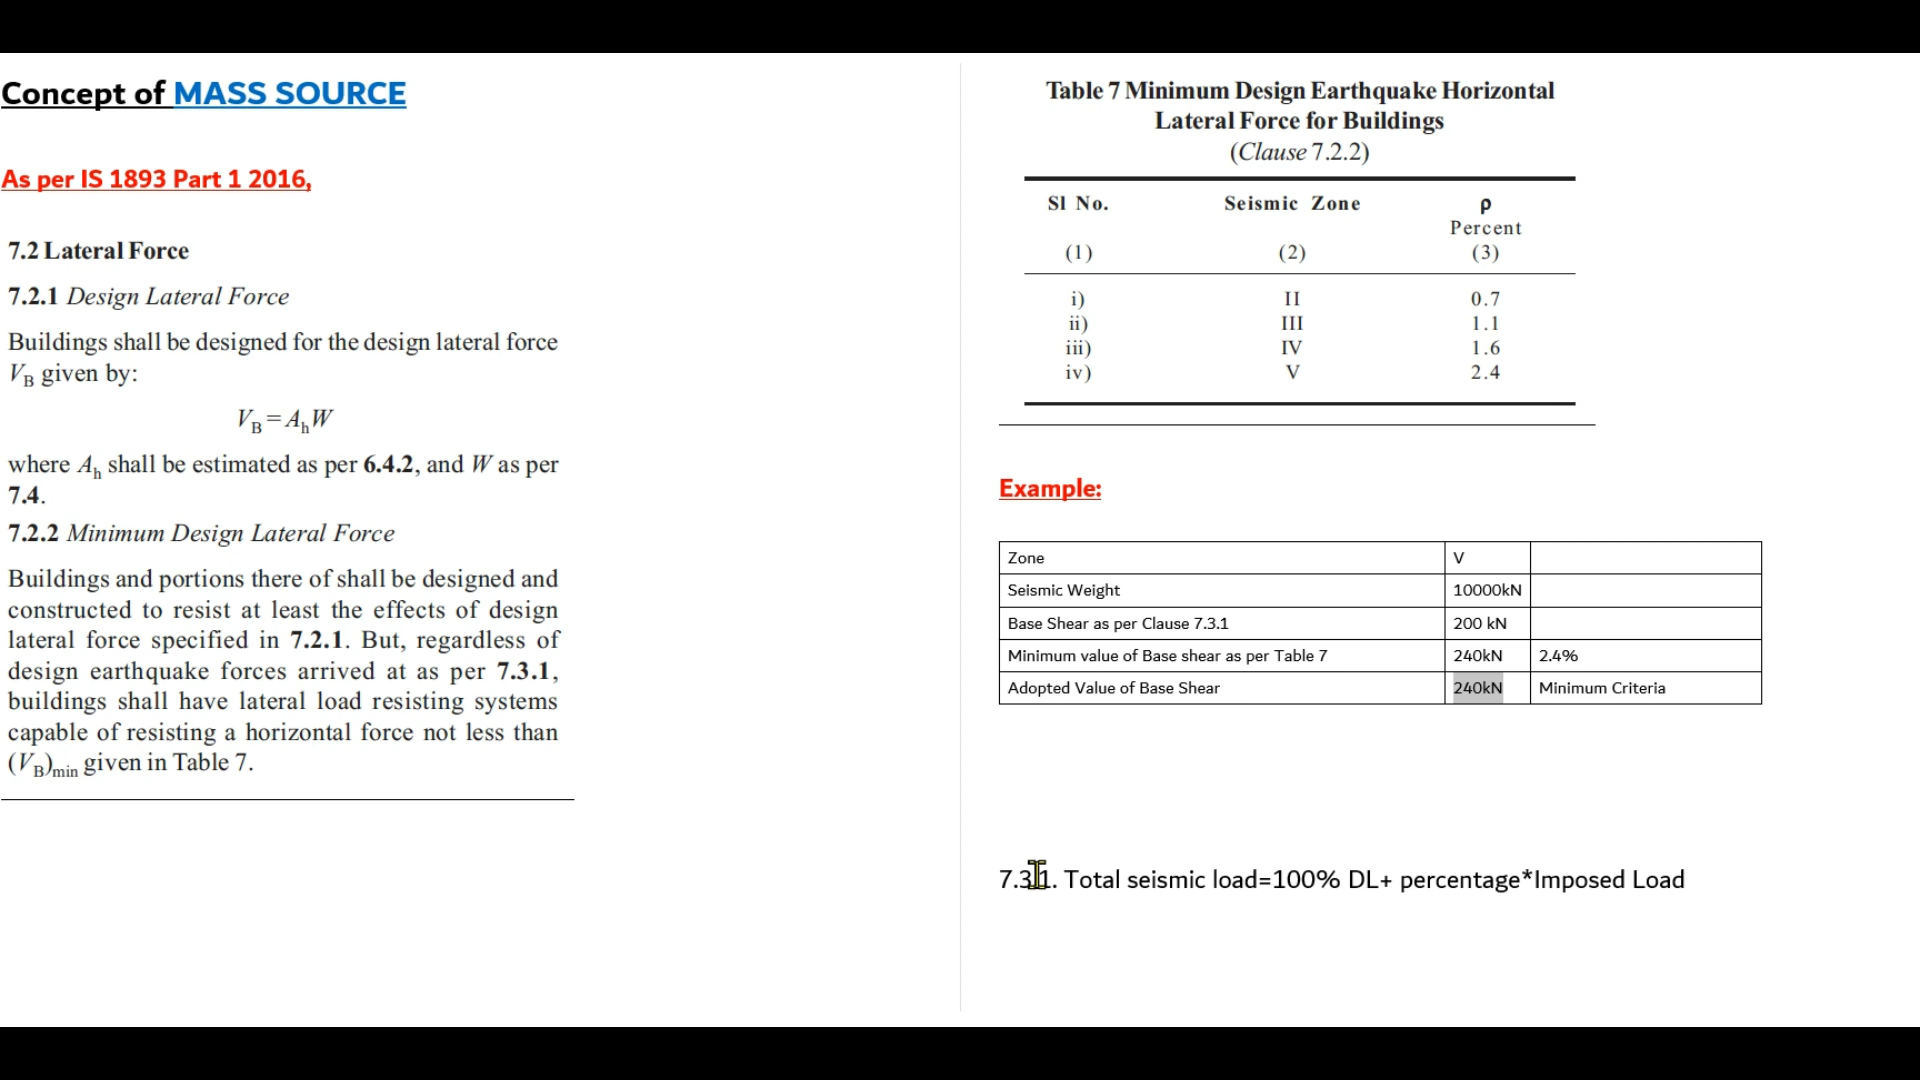 Concept of MASS SOURCE
As per IS 1893 Part 1 2016,
7.2 Lateral Force
7.2.1 Design Lateral Force
Buildings shall be designed for the design lateral force
VB given by:
VB = AhW
where Ah shall be estimated as per 6.4.2, and W as per
7.4.
7.2.2 Minimum Design Lateral Force
Buildings and portions there of shall be designed and
constructed to resist at least the effects of design
lateral force specified in 7.2.1. But, regardless of
design earthquake forces arrived at as per 7.3.1,
buildings shall have lateral load resisting systems
capable of resisting a horizontal force not less than
(VB)min given in Table 7.
Table 7 Minimum Design Earthquake Horizontal
Lateral Force for Buildings
(Clause 7.2.2)
Sl No. Seismic Zone ρ
Percent
(1) (2) (3)
i) II 0.7
ii) III 1.1
iii) IV 1.6
iv) V 2.4
Example:
Zone V
Seismic Weight 10000kN
Base Shear as per Clause 7.3.1 200 kN
Minimum value of Base shear as per Table 7 240kN 2.4%
Adopted Value of Base Shear 240kN Minimum Criteria
7.3.1. Total seismic load=100% DL+ percentage*Imposed Load